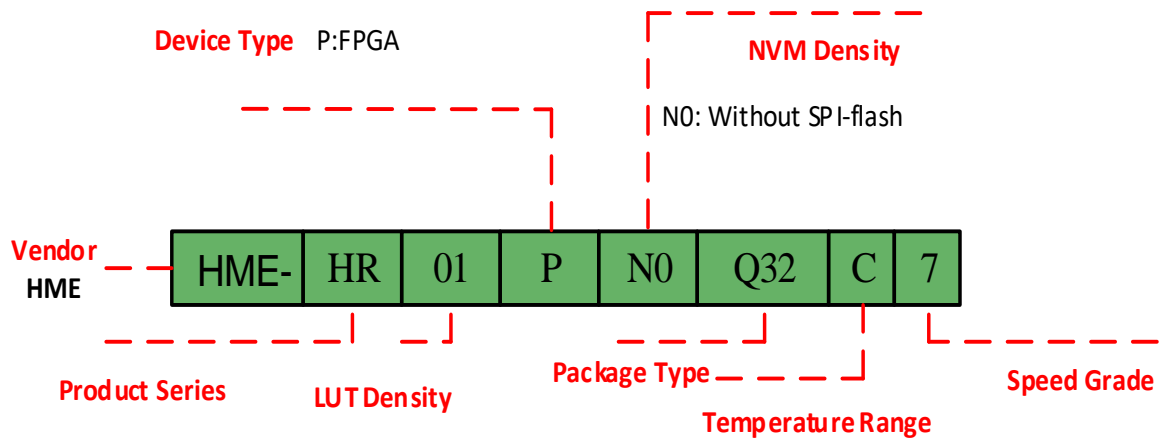 Device Type P:FPGA
NVM Density
N0: Without SPI-flash
Vendor
HME
HME- HR 01 P N0 Q32 C 7
Product Series
LUT Density
Package Type
Temperature Range
Speed Grade